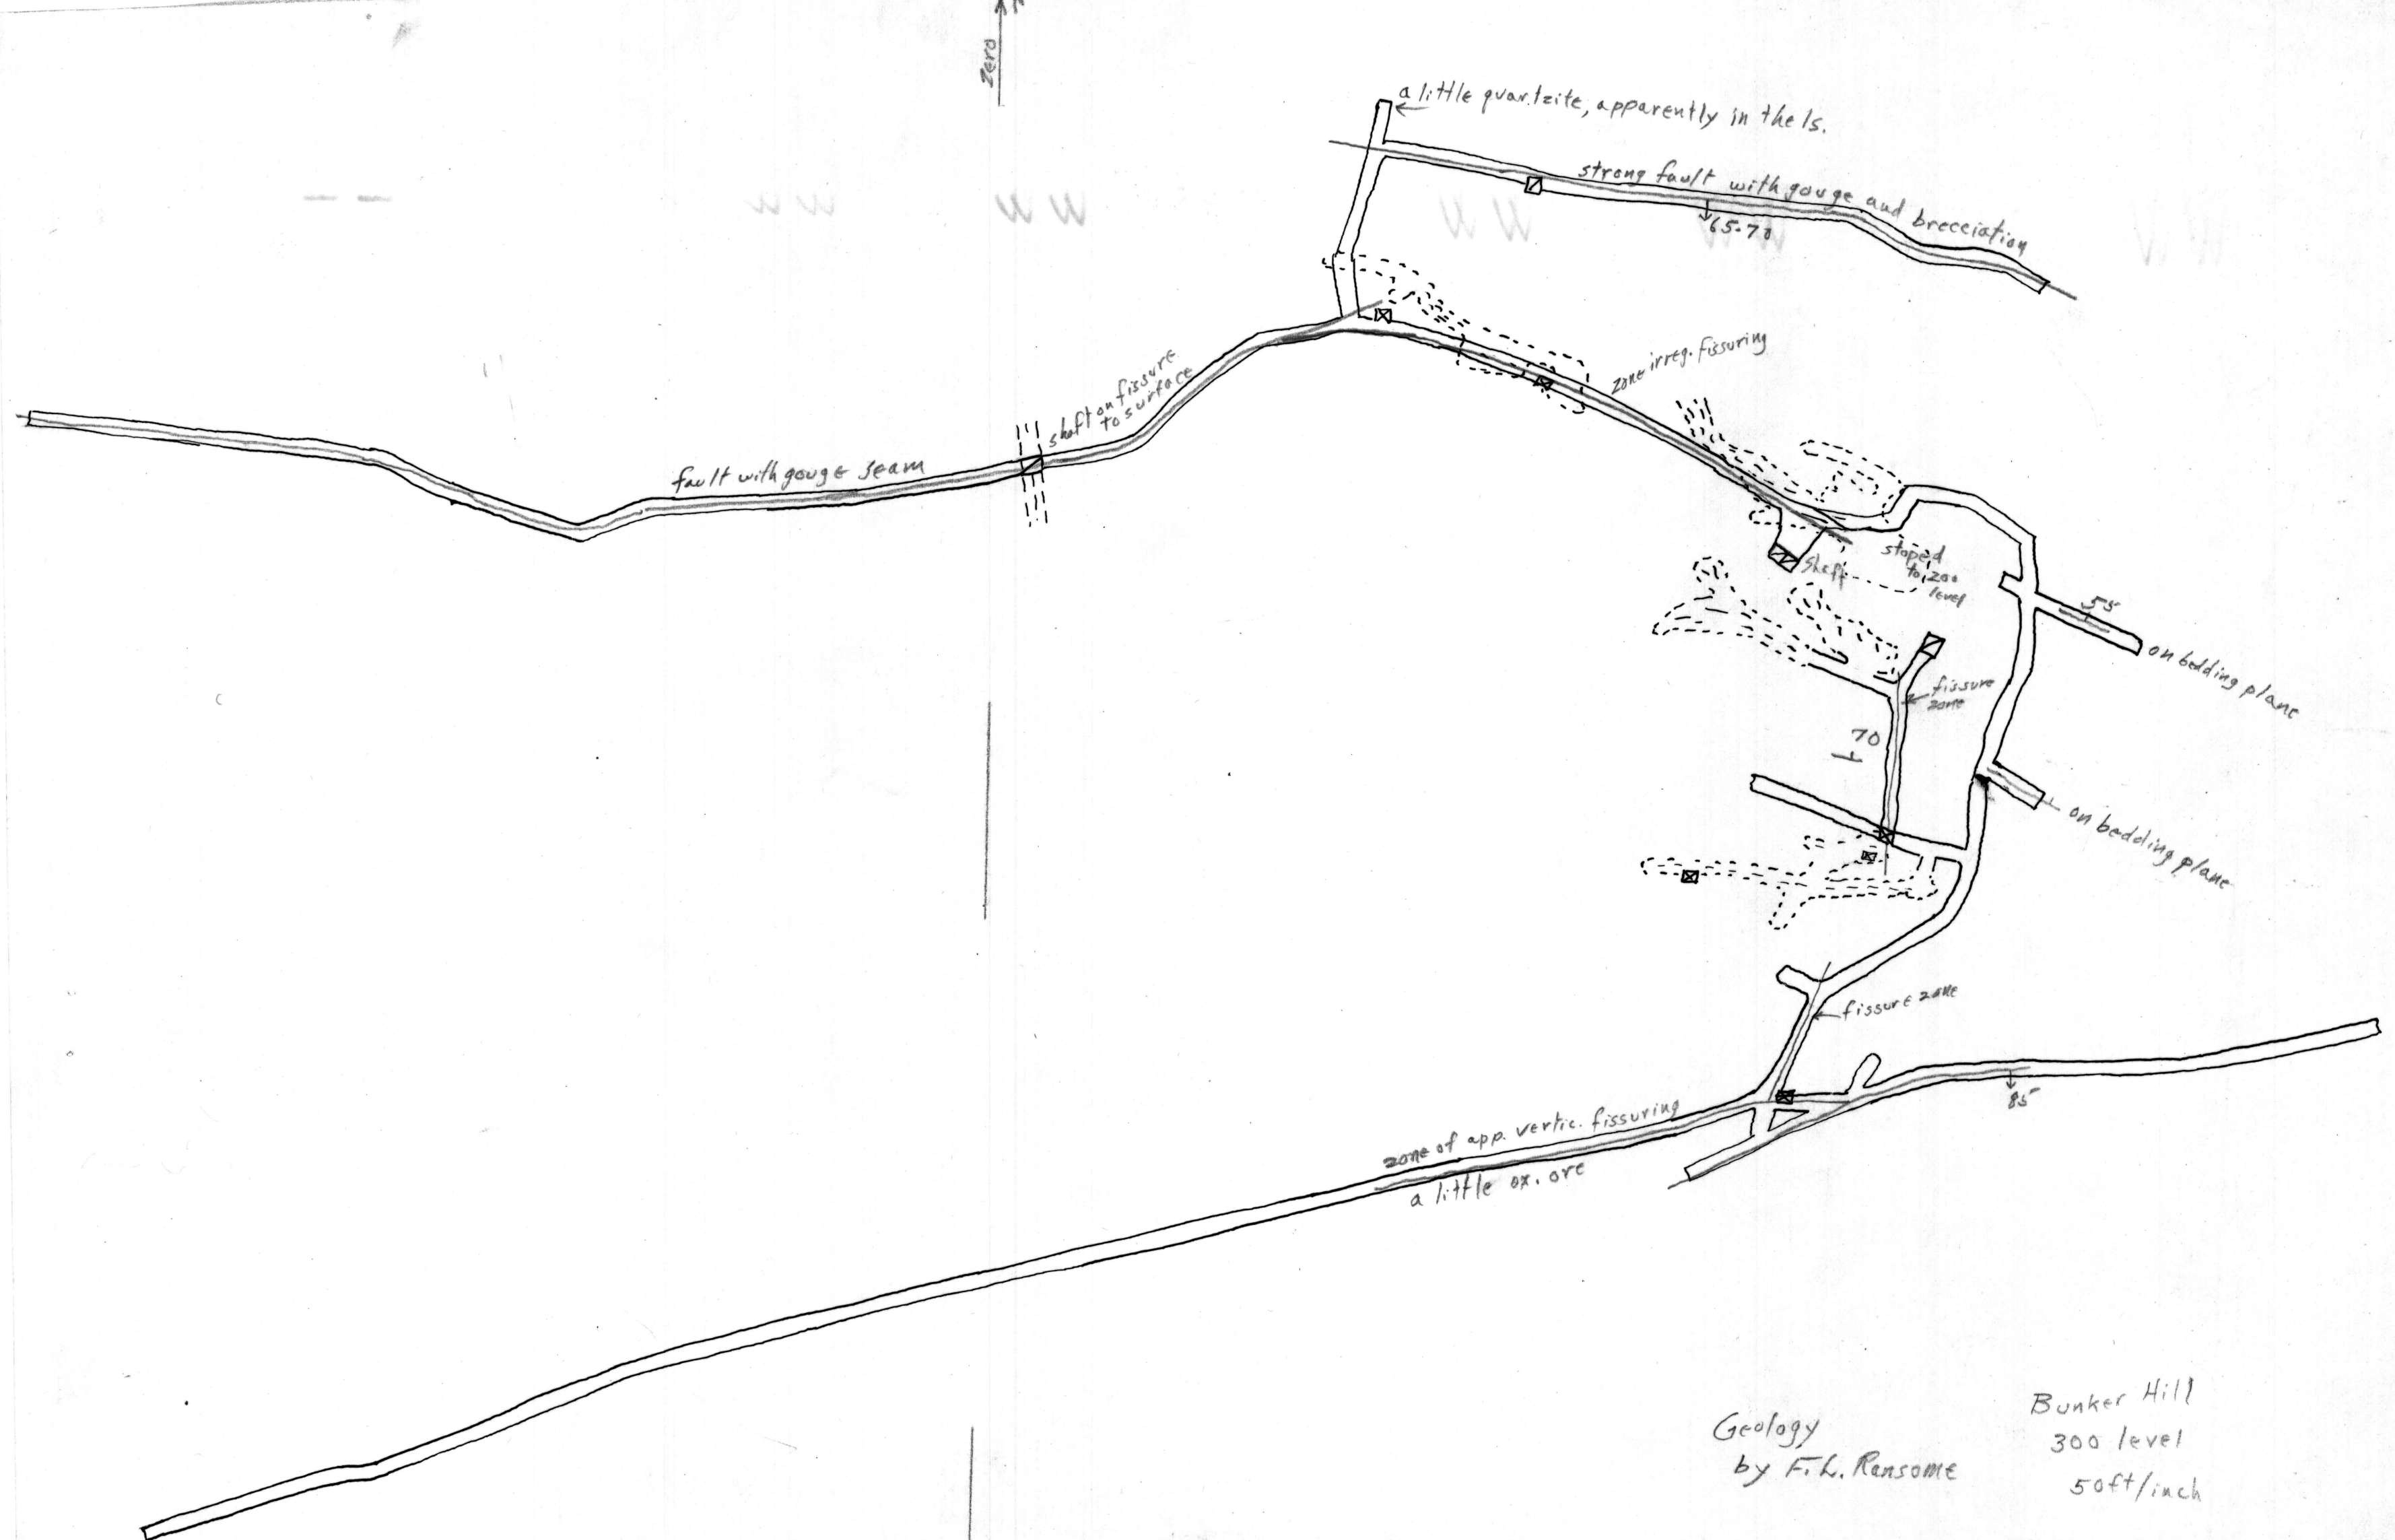 Zero
a little quartzite, apparently in the ls.
strong fault with gouge and brecciation
65-70
zone irreg. fissuring
shaft on fissure
to surface
fault with gouge seam
stoped
to 200
level
Shaft
55
on bedding plane
fissure
zone
70
on bedding plane
fissure zone
85
zone of app. vertic. fissuring
a little ox. ore
Geology
by F.L. Ransome
Bunker Hill
300 level
50ft/inch